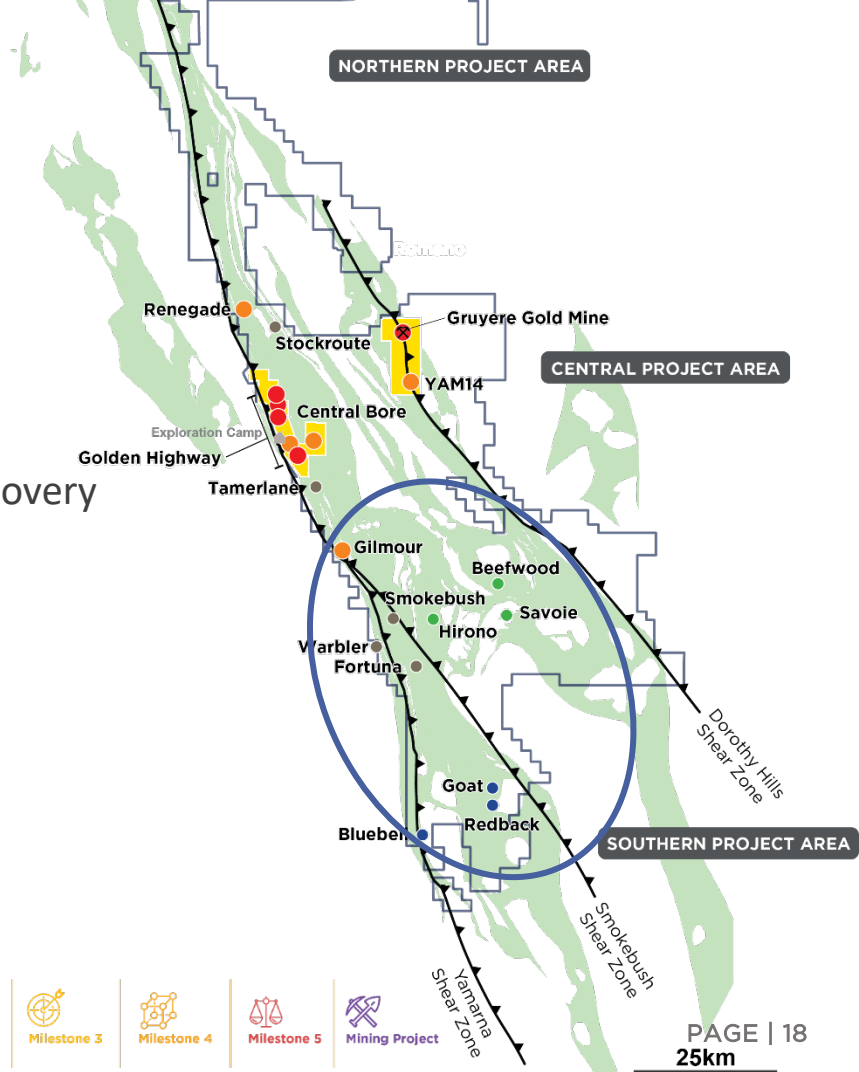 NORTHERN PROJECT AREA
Romano
Renegade
Gruyere Gold Mine
Stockroute
CENTRAL PROJECT AREA
YAM14
Central Bore
Exploration Camp
Golden Highway
overy
Tamerlane
Gilmour
Beefwood
Smokebush
Savoie
Hirono
Warbler
Fortuna
Dorothy Hills
Shear Zone
Goat
Redback
Bluebell
SOUTHERN PROJECT AREA
Smokebush
Shear Zone
Yamarna
Shear Zone
Milestone 3
Milestone 4
Milestone 5
Mining Project
PAGE | 18
25km